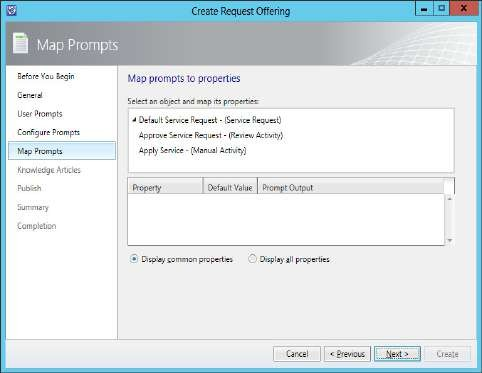 Create Request Offering
Map Prompts
Before You Begin
General
User Prompts
Configure Prompts
Map Prompts
Knowledge Articles
Publish
Summary
Completion
Map prompts to properties
Select an object and map its properties:
Default Service Request - (Service Request)
Approve Service Request - (Review Activity)
Apply Service - (Manual Activity)
Property Default Value Prompt Output
Display common properties Display all properties
Cancel < Previous Next > Create